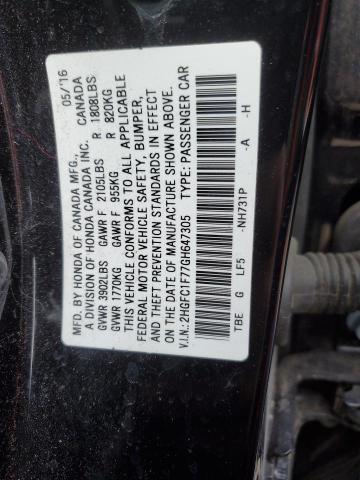 MFD. BY HONDA OF CANADA MFG., 05/'16
A DIVISION OF HONDA CANADA INC. CANADA
GVWR 3902LBS GAWR F 2105LBS R 1808LBS
GVWR 1770KG GAWR F 955KG R 820KG
THIS VEHICLE CONFORMS TO ALL APPLICABLE
FEDERAL MOTOR VEHICLE SAFETY, BUMPER,
AND THEFT PREVENTION STANDARDS IN EFFECT
ON THE DATE OF MANUFACTURE SHOWN ABOVE.
V.I.N.: 2HGFC1F77GH647305 TYPE: PASSENGER CAR
TBE G LF5 -NH731P -A -H